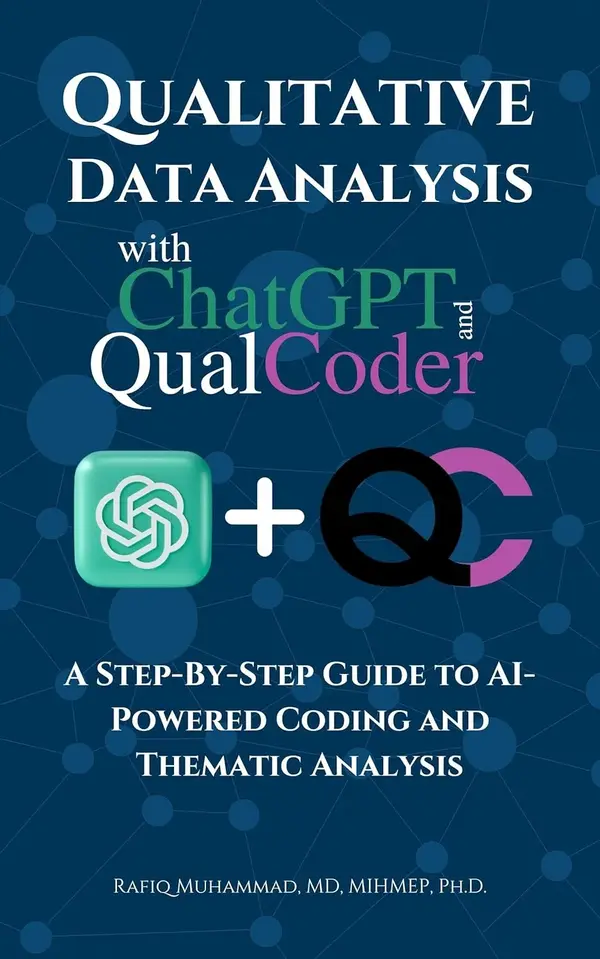 Qualitative
Data Analysis
with
ChatGPT and
QualCoder
QC
A Step-By-Step Guide to AI-
Powered Coding and
Thematic Analysis
Rafiq Muhammad, MD, MIHMEP, Ph.D.